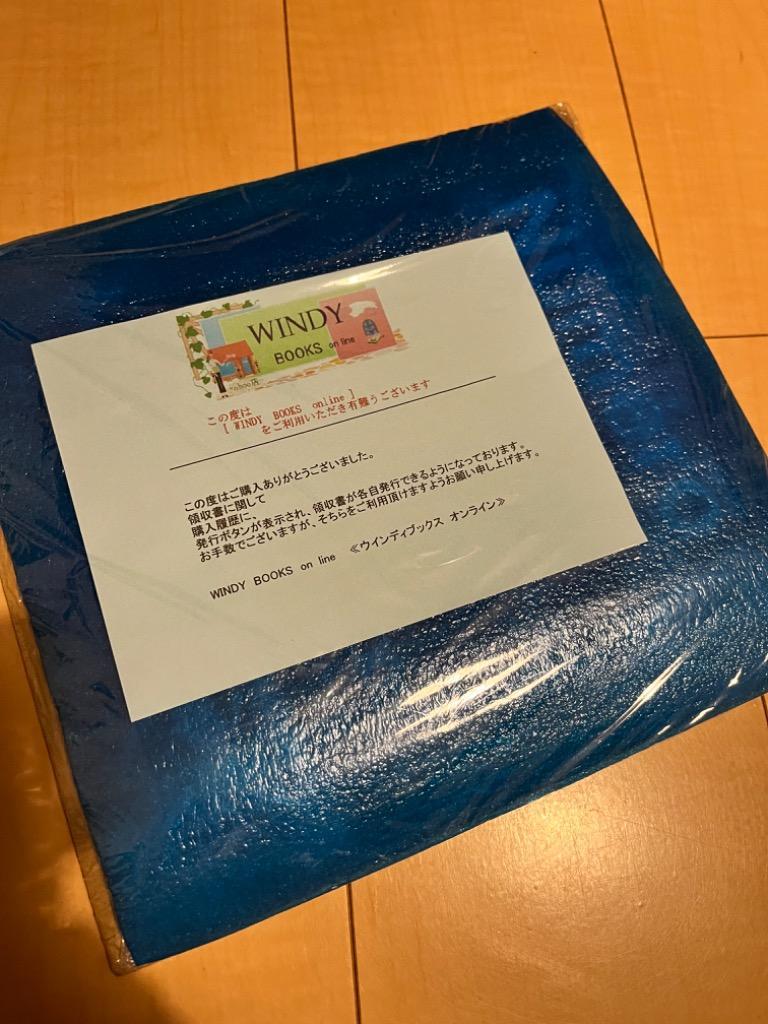 WINDY
BOOKS on line
この度は
[ WINDY BOOKS online ]
をご利用いただき有難うございます
この度はご購入ありがとうございました。
領収書に関して
購入履歴に、
発行ボタンが表示され、領収書が各自発行できるようになっております。
お手数でございますが、そちらをご利用頂けますようお願い申し上げます。
WINDY BOOKS on line ≪ウインディブックス オンライン≫